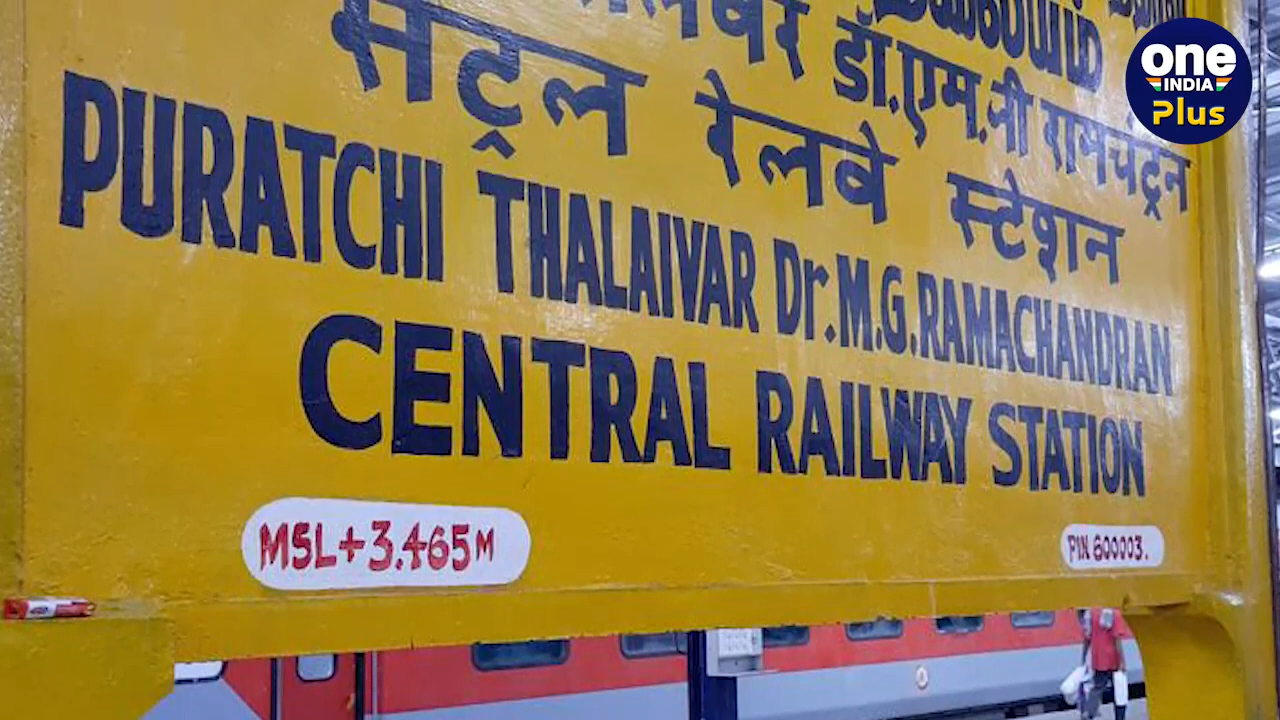 डॉ.एम.जी रामचंद्रन
सेंट्रल रेलवे स्टेशन
PURATCHI THALAIVAR Dr.M.G.RAMACHANDRAN
CENTRAL RAILWAY STATION
MSL+3.465M
PIN 600003.
one
INDIA
Plus